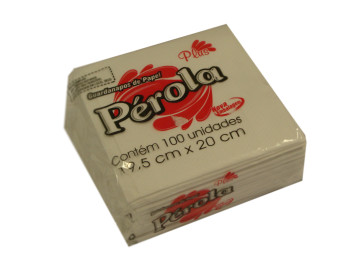 Plus
Guardanapos de Papel
Pérola
Contém 100 unidades
19,5 cm x 20 cm
Pérola